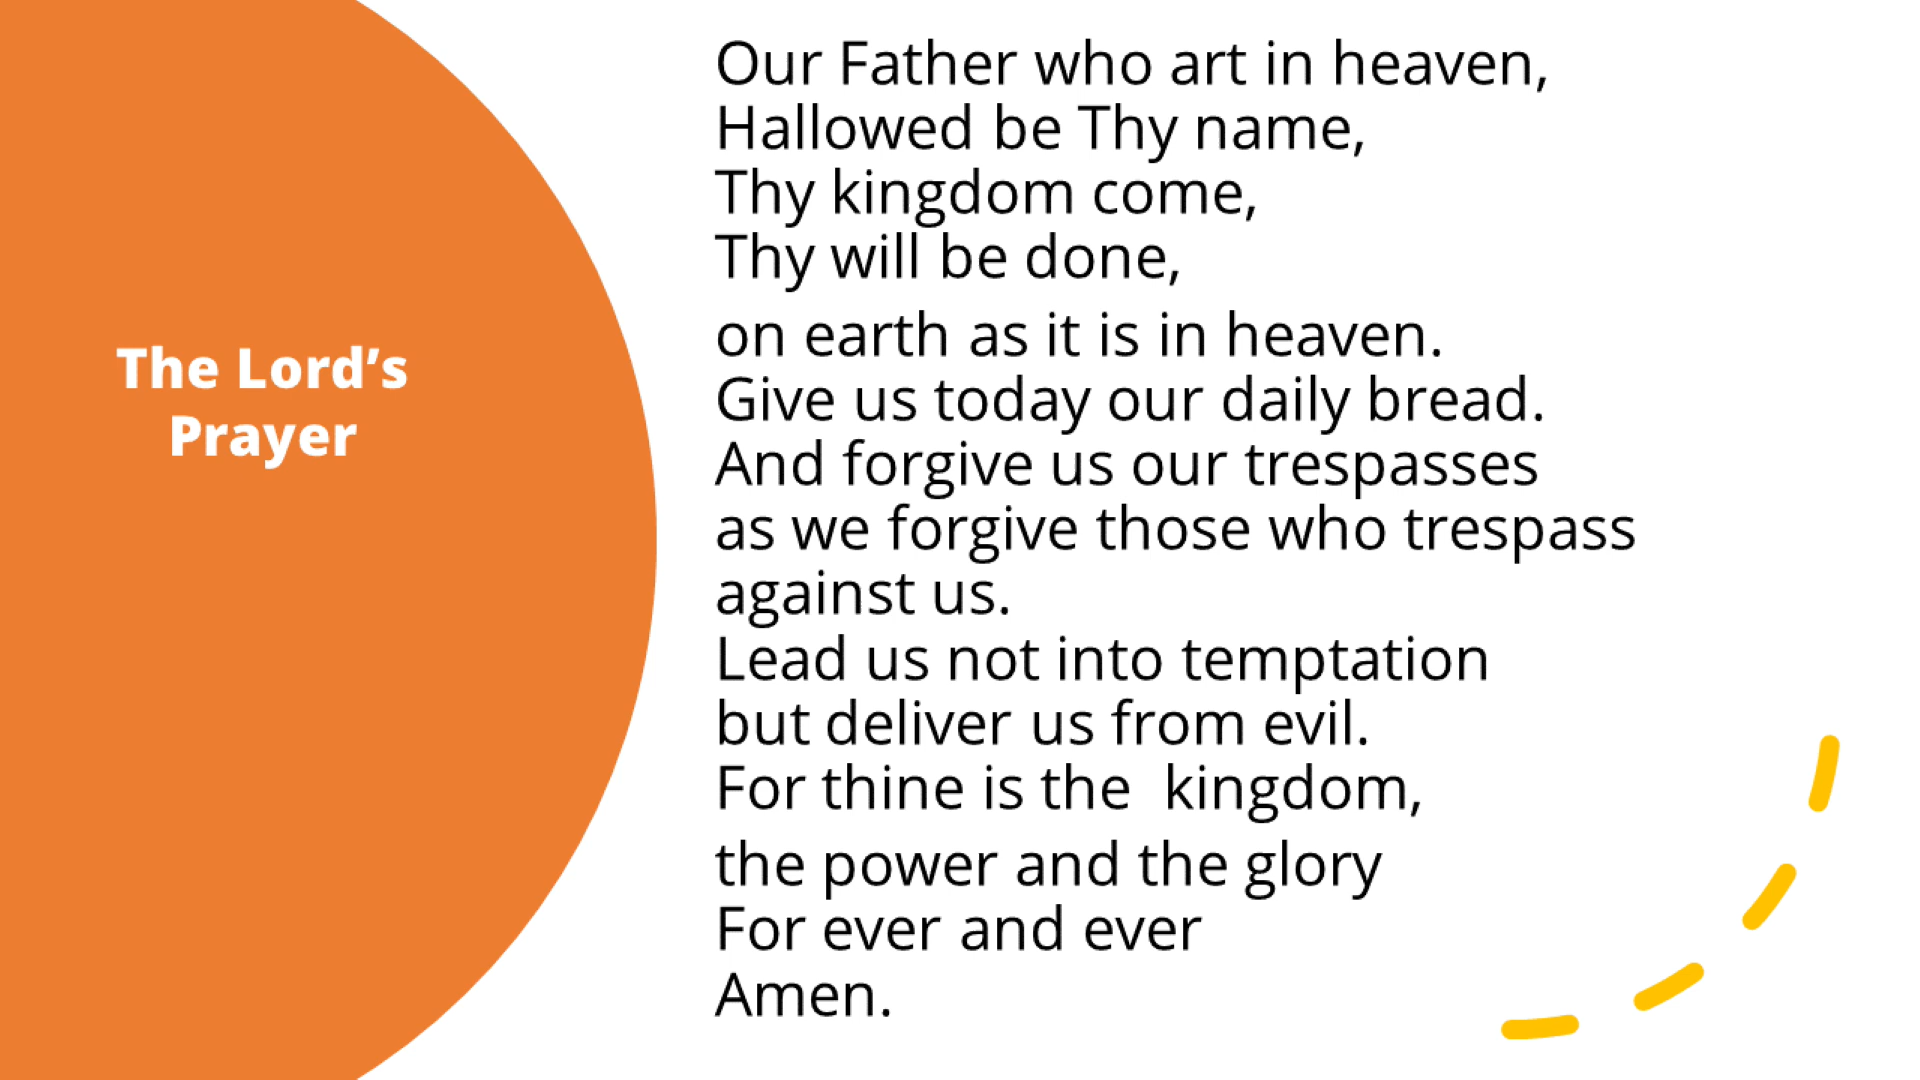 The Lord’s
Prayer
Our Father who art in heaven,
Hallowed be Thy name,
Thy kingdom come,
Thy will be done,
on earth as it is in heaven.
Give us today our daily bread.
And forgive us our trespasses
as we forgive those who trespass
against us.
Lead us not into temptation
but deliver us from evil.
For thine is the  kingdom,
the power and the glory
For ever and ever
Amen.